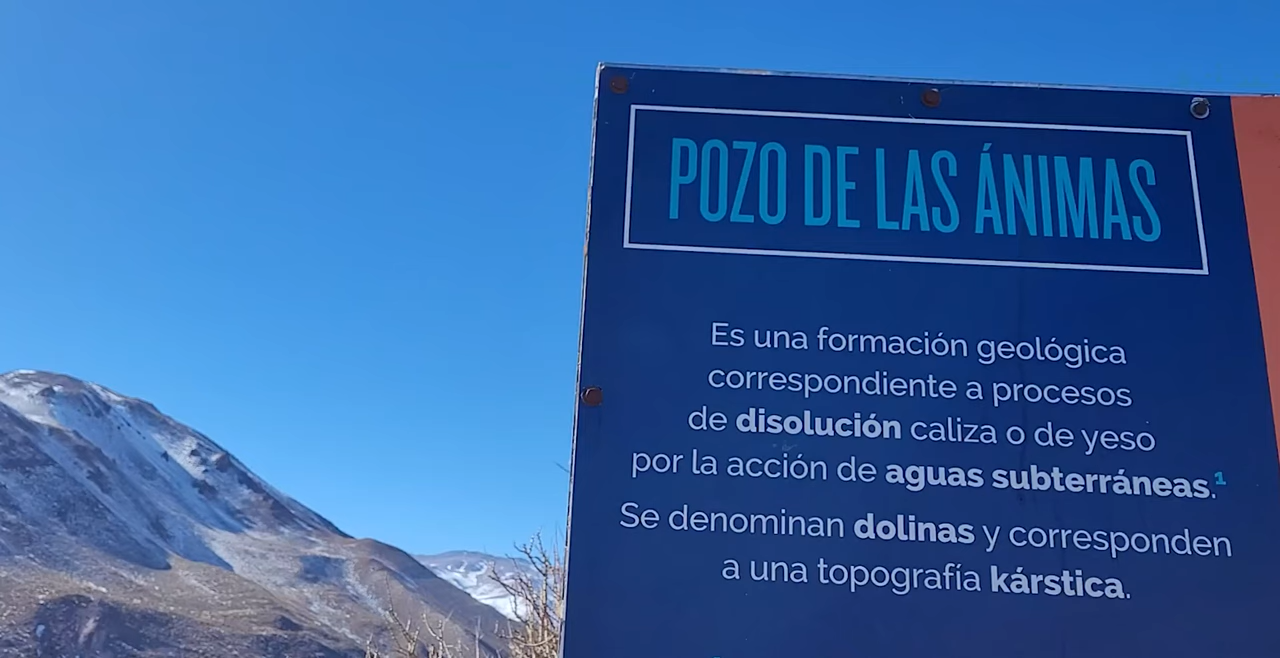 POZO DE LAS ÁNIMAS
Es una formación geológica
correspondiente a procesos
de disolución caliza o de yeso
por la acción de aguas subterráneas.¹
Se denominan dolinas y corresponden
a una topografía kárstica.